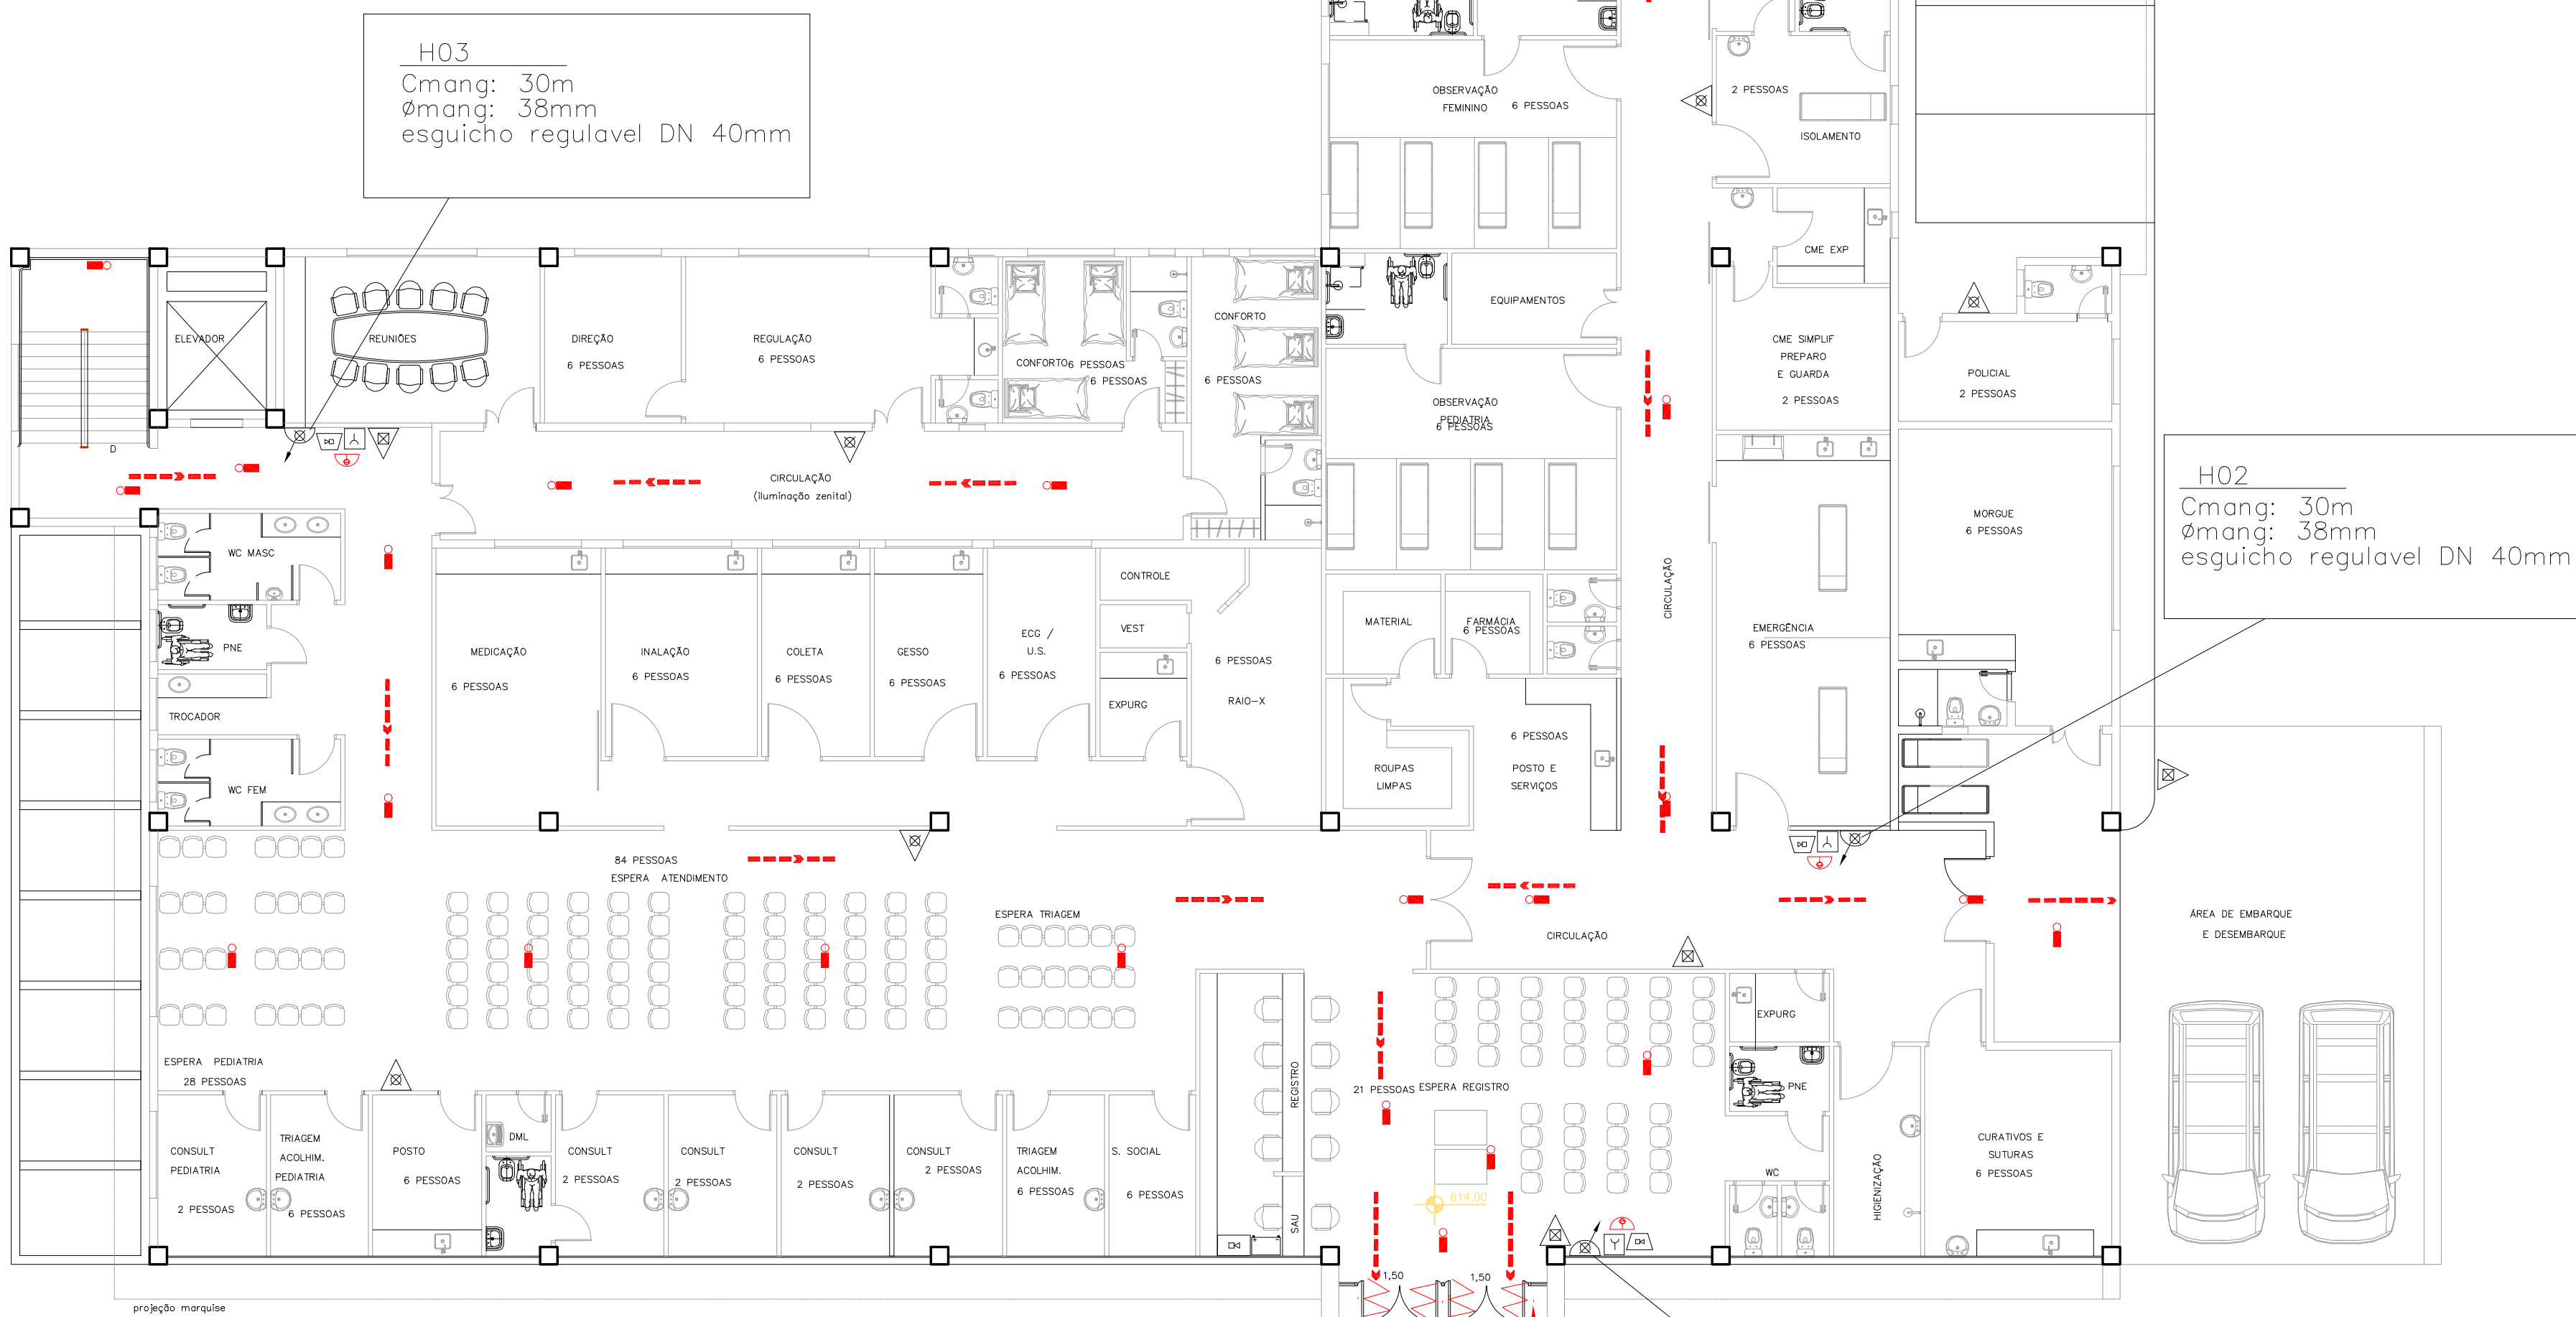 H03
Cmang: 30m
Ømang: 38mm
esguicho regulavel DN 40mm
OBSERVAÇÃO
FEMININO
6 PESSOAS
2 PESSOAS
ISOLAMENTO
CME EXP
ELEVADOR
REUNIÕES
DIREÇÃO
6 PESSOAS
REGULAÇÃO
6 PESSOAS
CONFORTO
6 PESSOAS
6 PESSOAS
CONFORTO
6 PESSOAS
EQUIPAMENTOS
CME SIMPLIF
PREPARO
E GUARDA
2 PESSOAS
POLICIAL
2 PESSOAS
OBSERVAÇÃO
PEDIATRIA
6 PESSOAS
D
CIRCULAÇÃO
(iluminação zenital)
H02
Cmang: 30m
Ømang: 38mm
esguicho regulavel DN 40mm
MORGUE
6 PESSOAS
WC MASC
PNE
TROCADOR
WC FEM
MEDICAÇÃO
6 PESSOAS
INALAÇÃO
6 PESSOAS
COLETA
6 PESSOAS
GESSO
6 PESSOAS
ECG /
U.S.
6 PESSOAS
CONTROLE
VEST
EXPURG
6 PESSOAS
RAIO-X
MATERIAL
FARMÁCIA
6 PESSOAS
CIRCULAÇÃO
EMERGÊNCIA
6 PESSOAS
ROUPAS
LIMPAS
6 PESSOAS
POSTO E
SERVIÇOS
84 PESSOAS
ESPERA ATENDIMENTO
ESPERA TRIAGEM
CIRCULAÇÃO
ÁREA DE EMBARQUE
E DESEMBARQUE
ESPERA PEDIATRIA
28 PESSOAS
REGISTRO
SAU
21 PESSOAS
ESPERA REGISTRO
EXPURG
PNE
WC
HIGIENIZAÇÃO
CURATIVOS E
SUTURAS
6 PESSOAS
CONSULT
PEDIATRIA
2 PESSOAS
TRIAGEM
ACOLHIM.
PEDIATRIA
6 PESSOAS
POSTO
6 PESSOAS
DML
CONSULT
2 PESSOAS
CONSULT
2 PESSOAS
CONSULT
2 PESSOAS
CONSULT
2 PESSOAS
TRIAGEM
ACOLHIM.
6 PESSOAS
S. SOCIAL
6 PESSOAS
814,00
1,50
1,50
projeção marquise